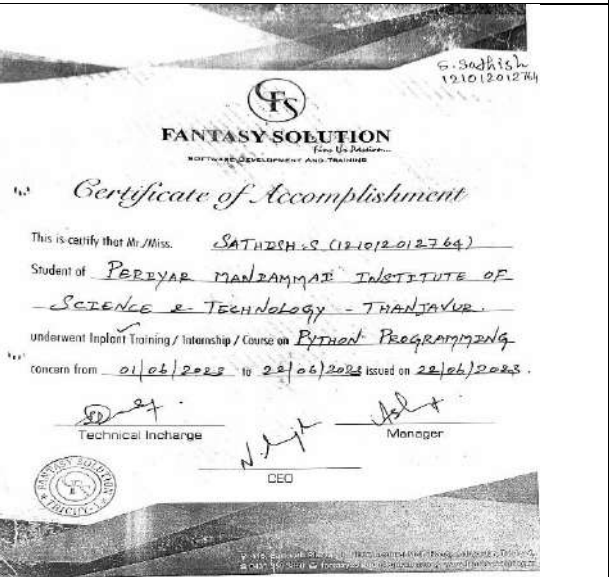 S. Sathish
121012012764
GFS
FANTASY SOLUTION
SOFTWARE DEVELOPMENT AND TRAINING
Certificate of Accomplishment
This is certify that Mr./Miss. SATHISH.S (121012012764)
Student of PERIYAR MANIAMMAI INSTITUTE OF
SCIENCE & TECHNOLOGY - THANJAVUR.
underwent Inplant Training / Internship / Course on PYTHON PROGRAMMING
concern from 01/06/2023 to 22/06/2023 issued on 22/06/2023.
Technical Incharge
Manager
CEO
FANTASY SOLUTION